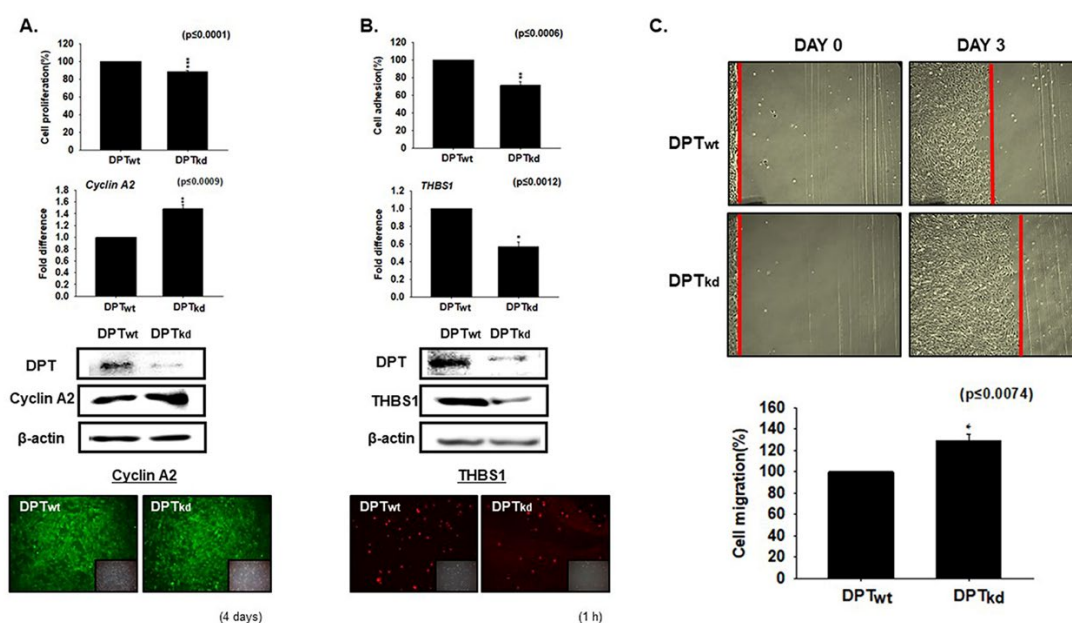 A.
(p≤0.0001)
Cell proliferation(%)
120
100
80
60
40
20
0
***
DPTwt DPTkd
Cyclin A2
(p≤0.0009)
Fold difference
1.6
1.4
1.2
1.0
0.8
0.6
0.4
0.2
0.0
***
DPTwt DPTkd
DPTwt DPTkd
DPT
Cyclin A2
β-actin
Cyclin A2
DPTwt DPTkd
(4 days)
B.
(p≤0.0006)
Cell adhesion(%)
120
100
80
60
40
20
0
**
DPTwt DPTkd
THBS1
(p≤0.0012)
Fold difference
1.2
1.0
0.8
0.6
0.4
0.2
0.0
*
DPTwt DPTkd
DPTwt DPTkd
DPT
THBS1
β-actin
THBS1
DPTwt DPTkd
(1 h)
C.
DAY 0 DAY 3
DPTwt
DPTkd
(p≤0.0074)
Cell migration(%)
160
140
120
100
80
60
40
20
0
*
DPTwt DPTkd